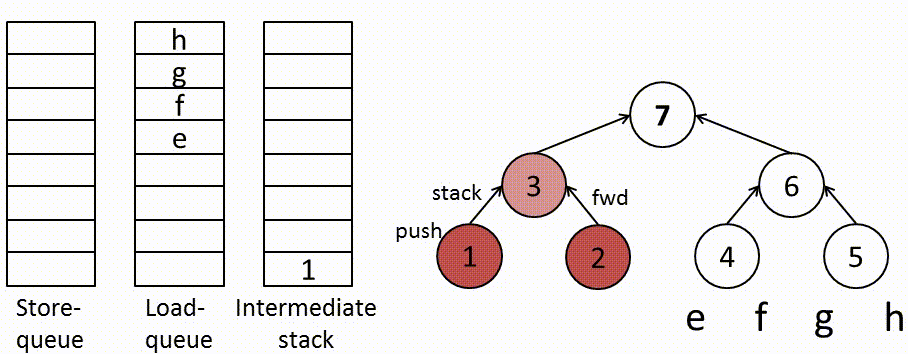 h
g
f
e
1
Store-
queue
Load-
queue
Intermediate
stack
7
3
6
stack
fwd
push
1
2
4
5
e f g h